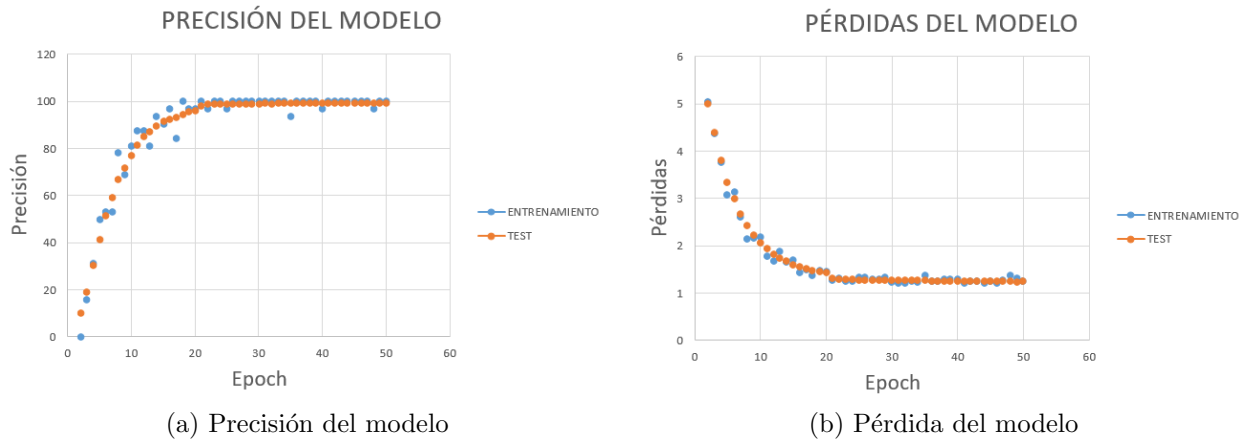 PRECISIÓN DEL MODELO
120
100
80
60
40
20
0
0 10 20 30 40 50 60
Precisión
Epoch
ENTRENAMIENTO
TEST
(a) Precisión del modelo
PÉRDIDAS DEL MODELO
6
5
4
3
2
1
0
0 10 20 30 40 50 60
Pérdidas
Epoch
ENTRENAMIENTO
TEST
(b) Pérdida del modelo